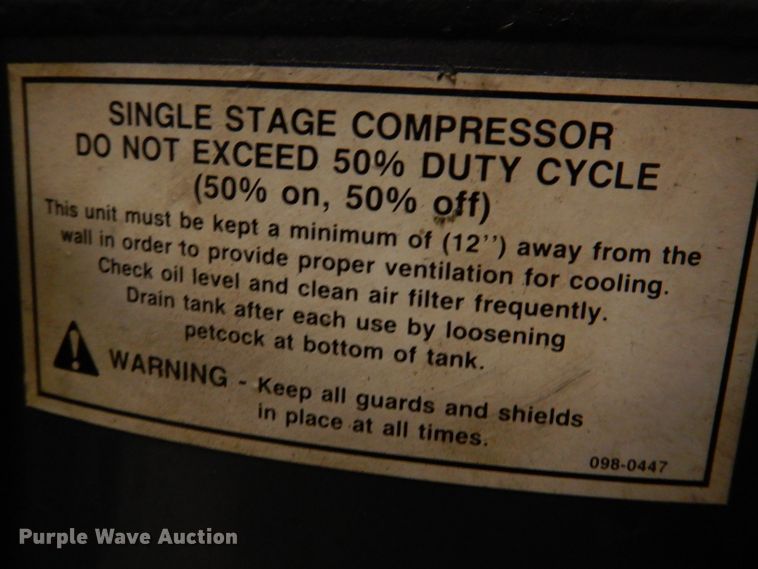 SINGLE STAGE COMPRESSOR
DO NOT EXCEED 50% DUTY CYCLE
(50% on, 50% off)
This unit must be kept a minimum of (12'') away from the
wall in order to provide proper ventilation for cooling.
Check oil level and clean air filter frequently.
Drain tank after each use by loosening
petcock at bottom of tank.
WARNING - Keep all guards and shields
in place at all times.
098-0447
Purple Wave Auction